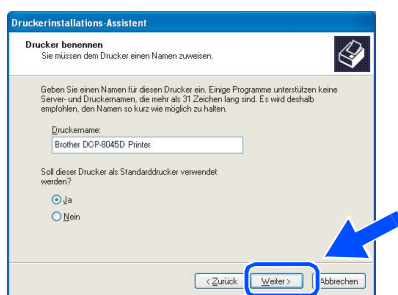 Druckerinstallations-Assistent
Drucker benennen
Sie müssen dem Drucker einen Namen zuweisen.
Geben Sie einen Namen für diesen Drucker ein. Einige Programme unterstützen keine
Server- und Druckernamen, die mehr als 31 Zeichen lang sind. Es wird deshalb
empfohlen, den Namen so kurz wie möglich zu halten.
Druckername:
Brother DCP-8045D Printer
Soll dieser Drucker als Standarddrucker verwendet
werden?
Ja
Nein
< Zurück Weiter > Abbrechen